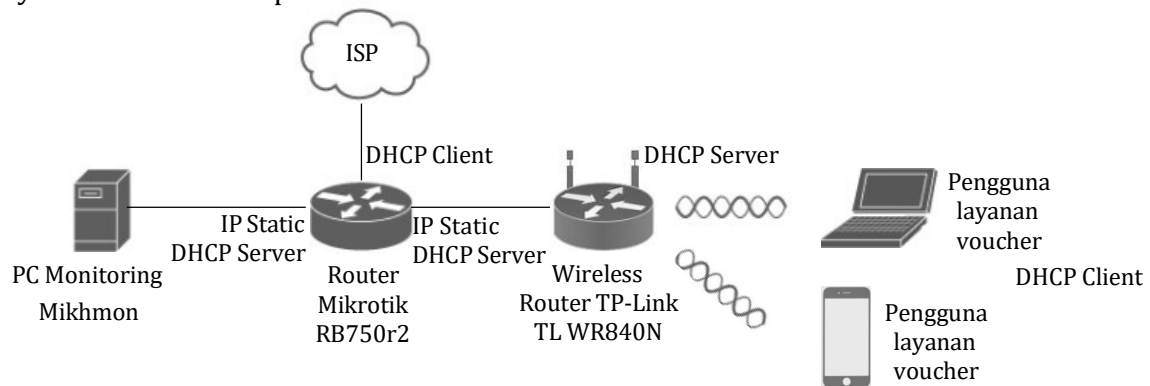 ISP
DHCP Client
DHCP Server
IP Static
DHCP Server
IP Static
DHCP Server
PC Monitoring
Mikhmon
Router
Mikrotik
RB750r2
Wireless
Router TP-Link
TL WR840N
Pengguna
layanan
voucher
DHCP Client
Pengguna
layanan
voucher